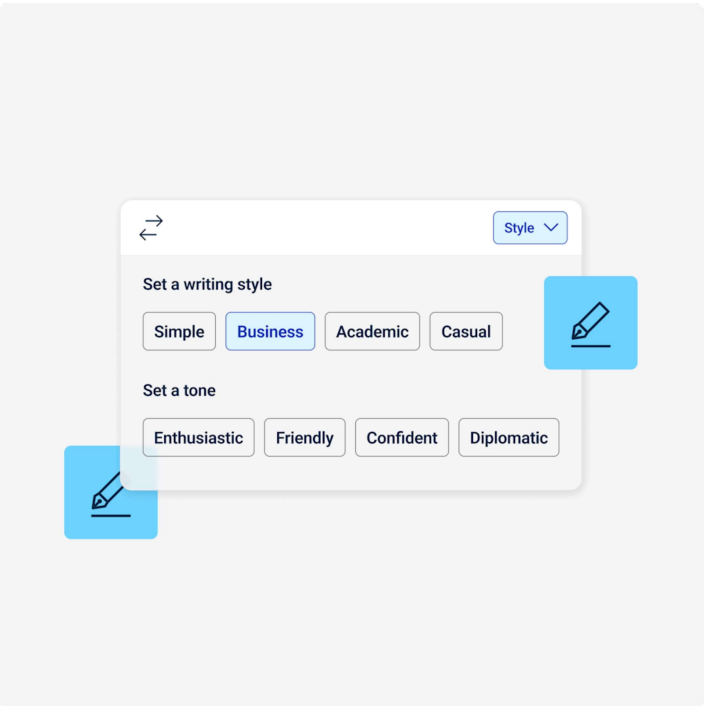 Style
Set a writing style
Simple Business Academic Casual
Set a tone
Enthusiastic Friendly Confident Diplomatic